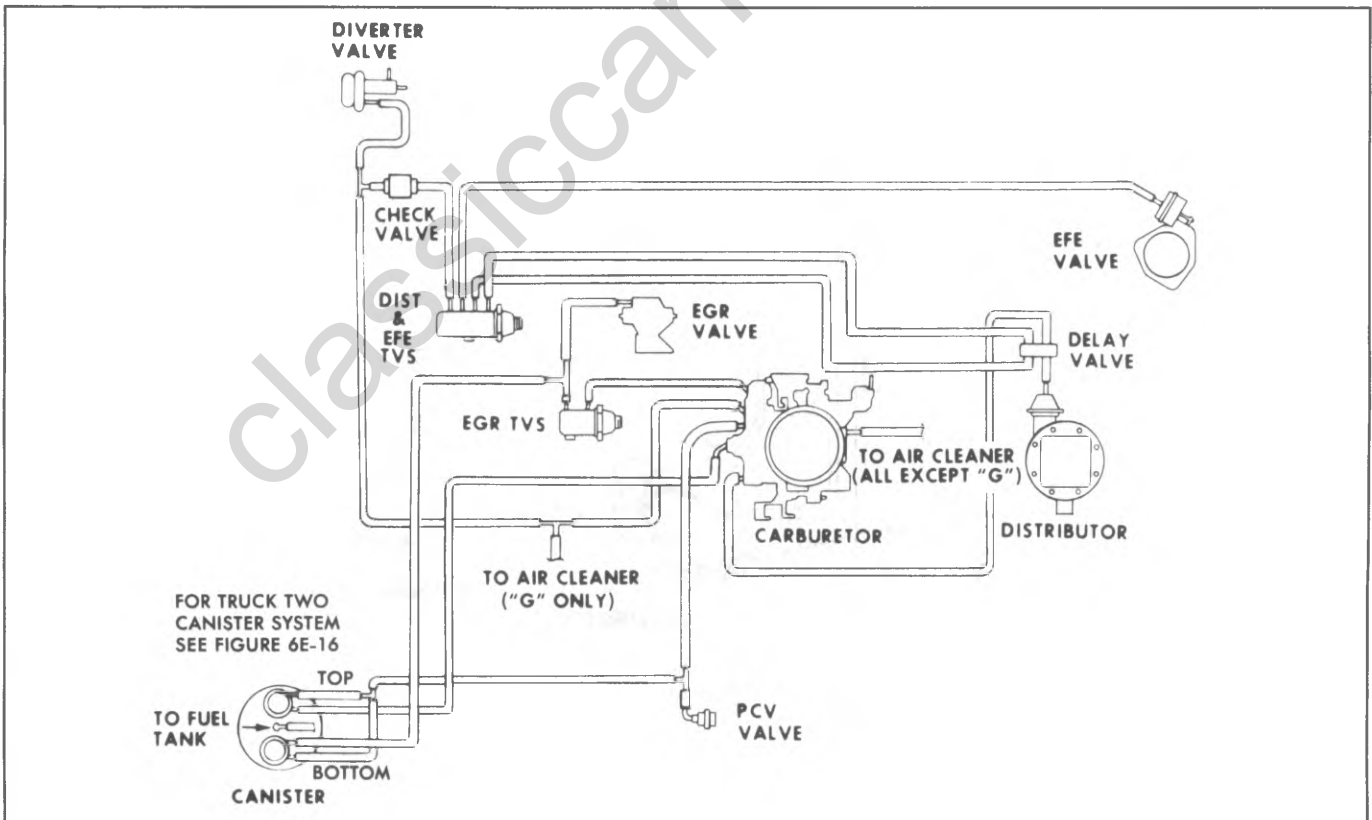 classiccarm
DIVERTER
VALVE
CHECK
VALVE
EFE
VALVE
DIST
&
EFE
TVS
EGR
VALVE
DELAY
VALVE
EGR TVS
TO AIR CLEANER
(ALL EXCEPT "G")
CARBURETOR
DISTRIBUTOR
TO AIR CLEANER
("G" ONLY)
FOR TRUCK TWO
CANISTER SYSTEM
SEE FIGURE 6E-16
TOP
TO FUEL
TANK
PCV
VALVE
BOTTOM
CANISTER